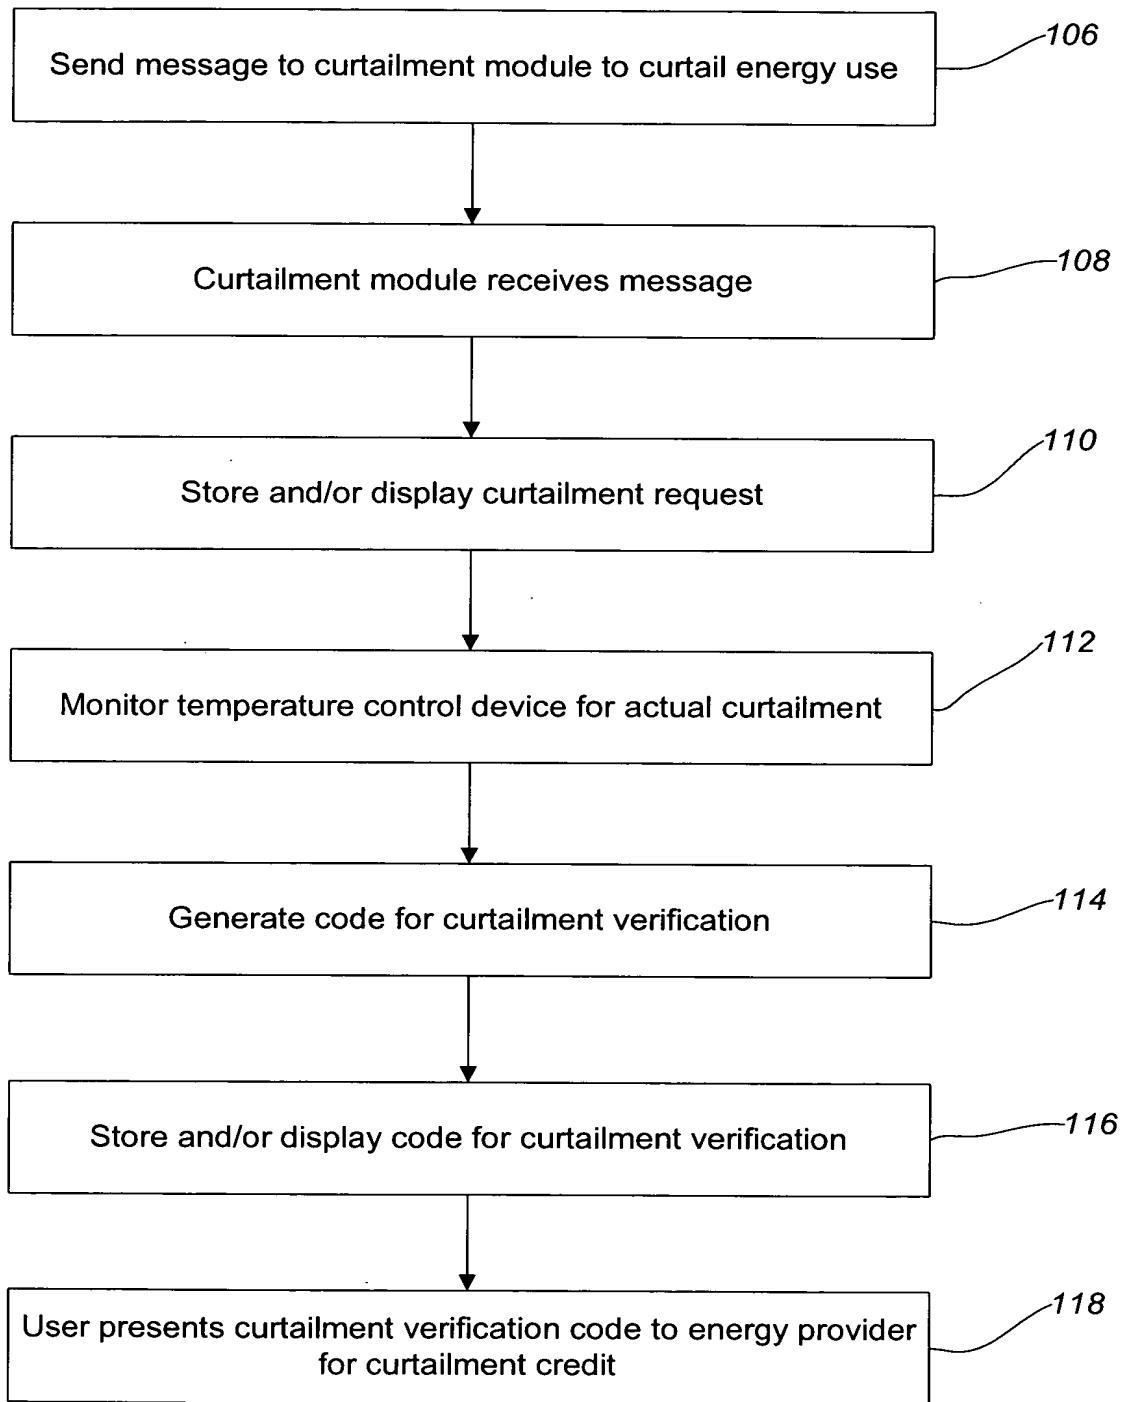 Send message to curtailment module to curtail energy use
106
Curtailment module receives message
108
Store and/or display curtailment request
110
Monitor temperature control device for actual curtailment
112
Generate code for curtailment verification
114
Store and/or display code for curtailment verification
116
User presents curtailment verification code to energy provider
for curtailment credit
118